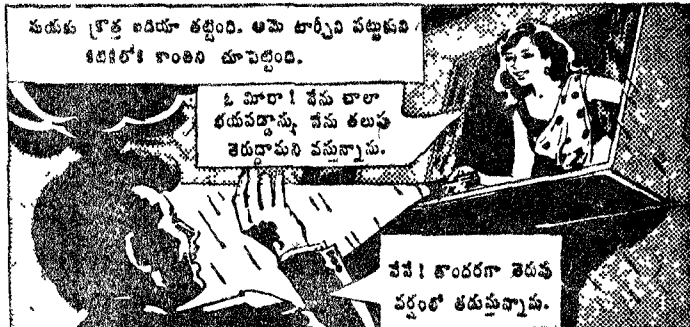 మయకు క్రొత్త ఐడియా తట్టింది. ఆమె టార్చిని పట్టుకుని
కిటికీలోకి కాంతిని చూపెట్టింది.
ఓ మీరా! నేను చాలా
భయపడ్డాను, నేను తలుపు
తెరుద్దామని వస్తున్నాను.
నేనే! తొందరగా తెరువు
వర్షంలో తడుస్తున్నాను.